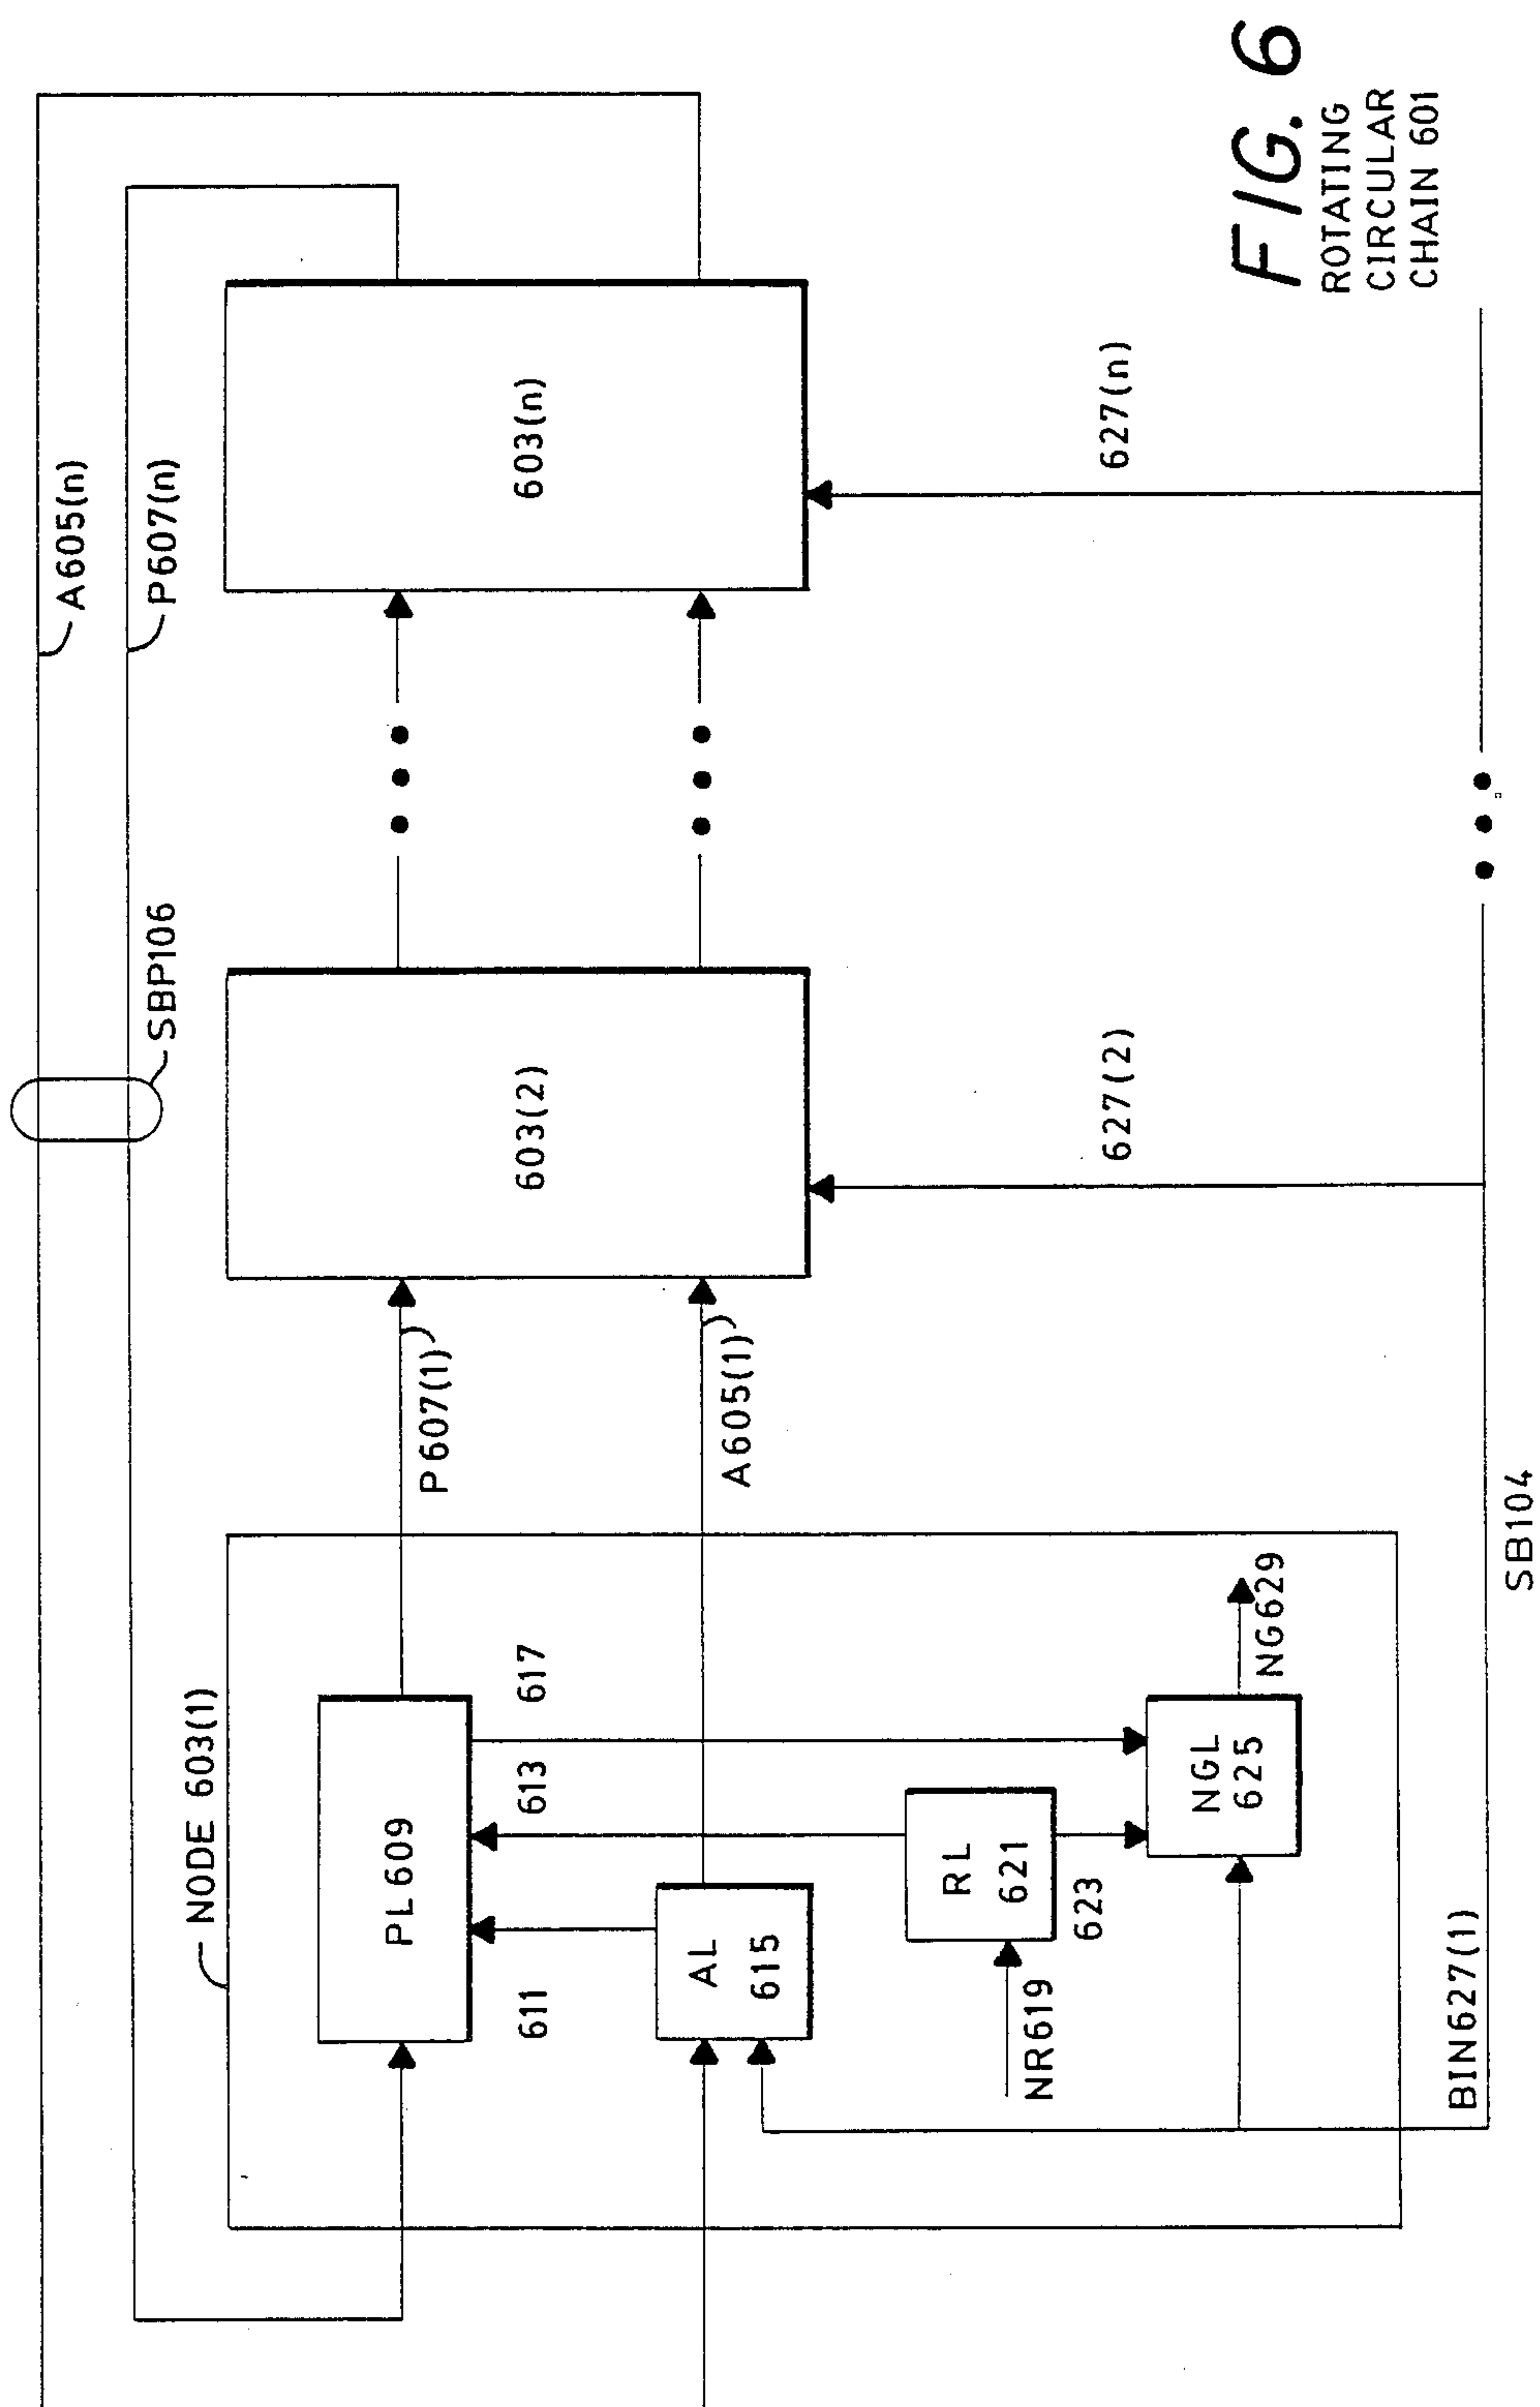 A605(n)
P607(n)
SBP106
NODE 603(1)
PL609
P607(1)
603(2)
603(n)
611
613
617
AL
615
A605(1)
RL
621
NR619
623
NGL
625
NG629
BIN627(1)
627(2)
627(n)
SB104
FIG. 6
ROTATING
CIRCULAR
CHAIN 601